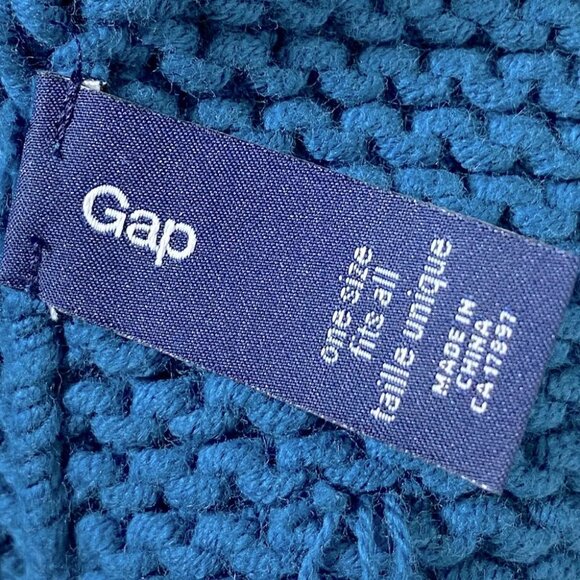 Gap
one size
fits all
taille unique
MADE IN
CHINA
CA 17897